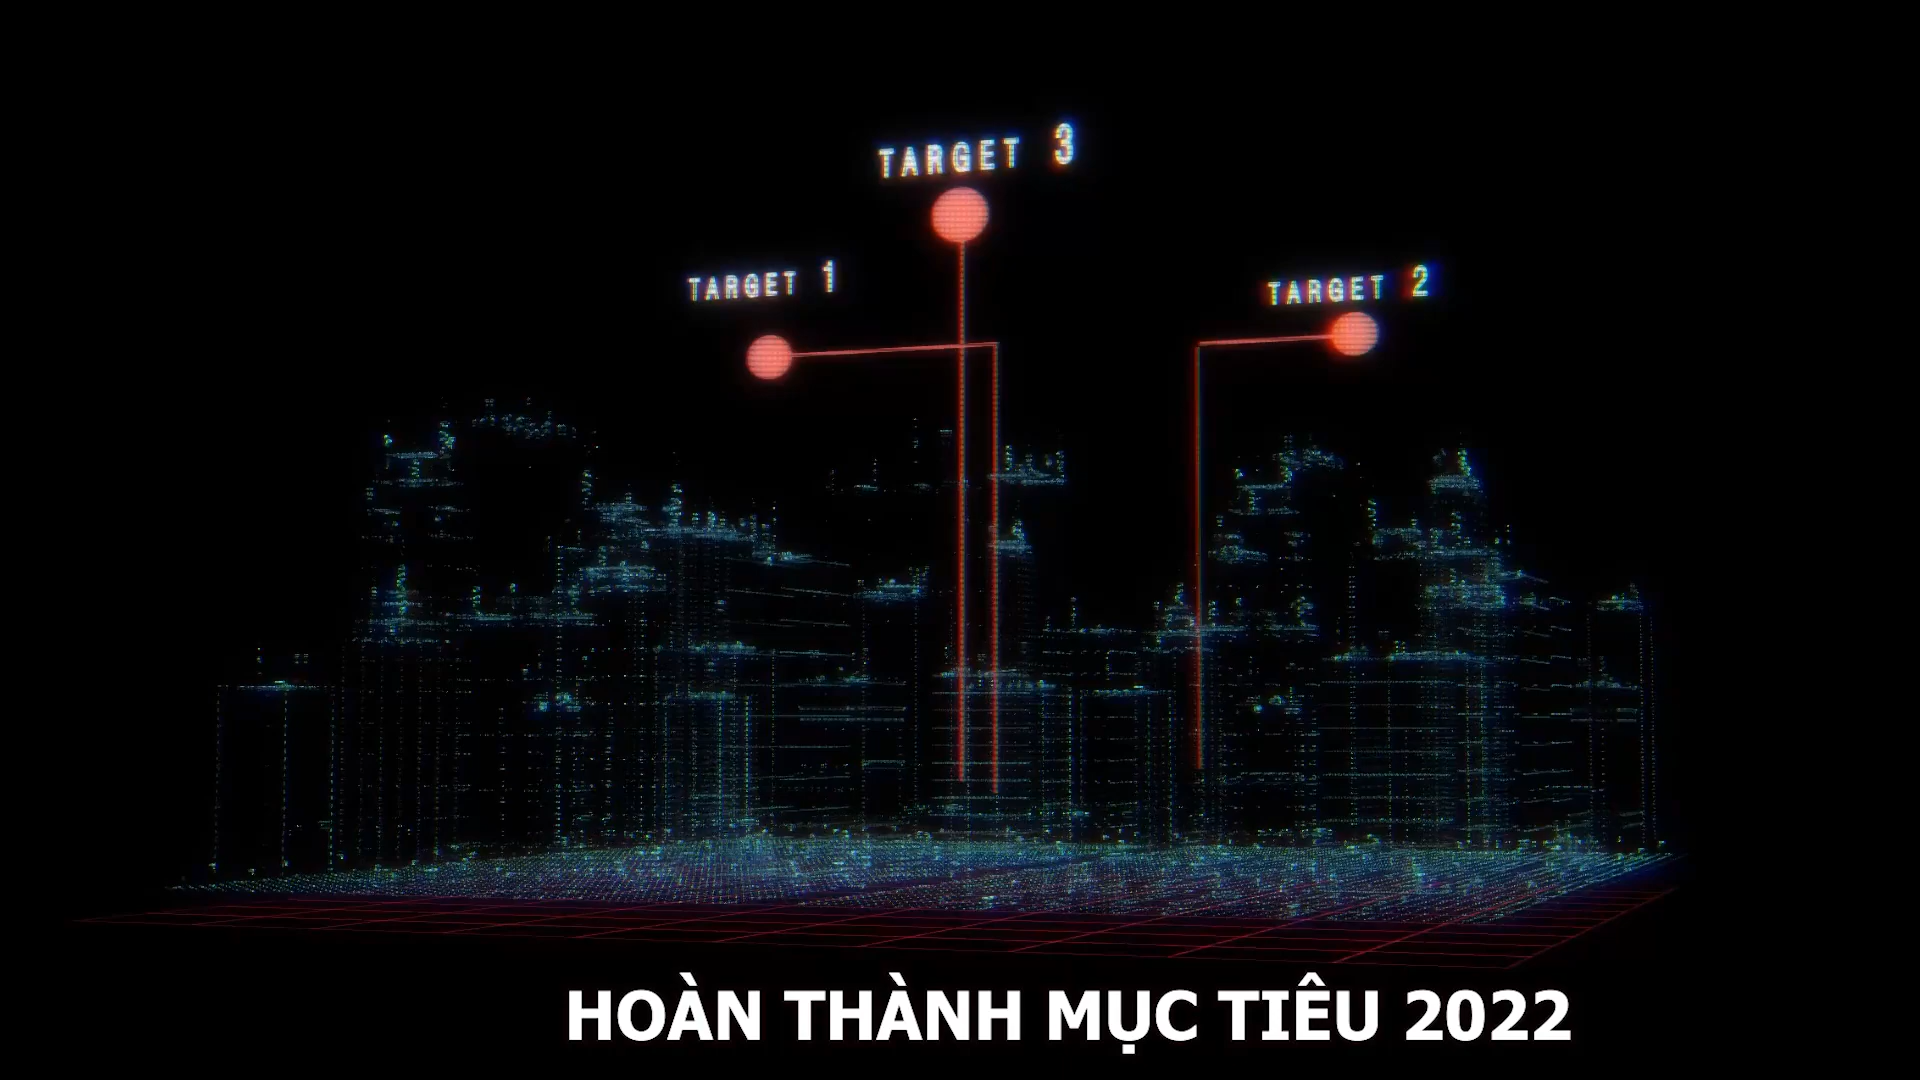 TARGET 3
TARGET 1
TARGET 2
HOÀN THÀNH MỤC TIÊU 2022